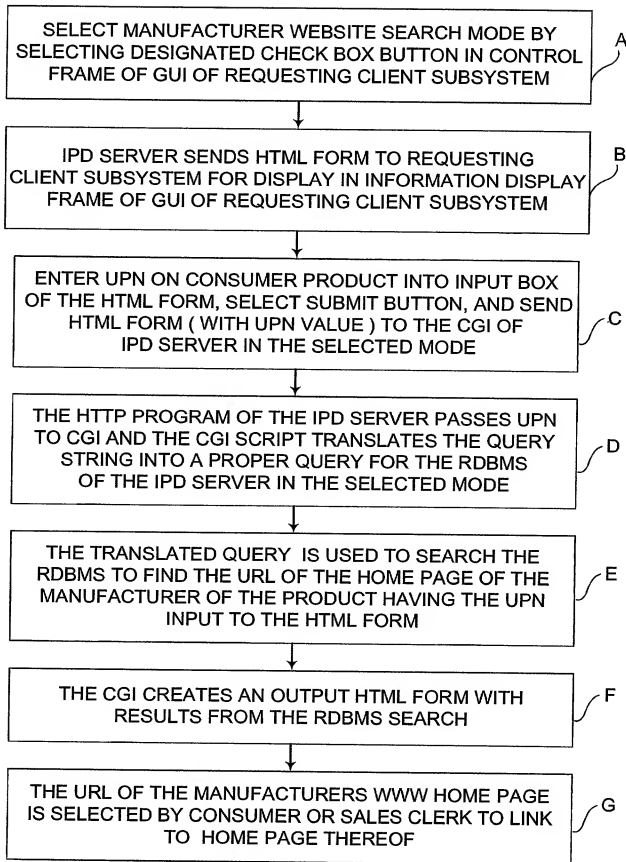 SELECT MANUFACTURER WEBSITE SEARCH MODE BY
SELECTING DESIGNATED CHECK BOX BUTTON IN CONTROL
FRAME OF GUI OF REQUESTING CLIENT SUBSYSTEM
A
IPD SERVER SENDS HTML FORM TO REQUESTING
CLIENT SUBSYSTEM FOR DISPLAY IN INFORMATION DISPLAY
FRAME OF GUI OF REQUESTING CLIENT SUBSYSTEM
B
ENTER UPN ON CONSUMER PRODUCT INTO INPUT BOX
OF THE HTML FORM, SELECT SUBMIT BUTTON, AND SEND
HTML FORM ( WITH UPN VALUE ) TO THE CGI OF
IPD SERVER IN THE SELECTED MODE
C
THE HTTP PROGRAM OF THE IPD SERVER PASSES UPN
TO CGI AND THE CGI SCRIPT TRANSLATES THE QUERY
STRING INTO A PROPER QUERY FOR THE RDBMS
OF THE IPD SERVER IN THE SELECTED MODE
D
THE TRANSLATED QUERY IS USED TO SEARCH THE
RDBMS TO FIND THE URL OF THE HOME PAGE OF THE
MANUFACTURER OF THE PRODUCT HAVING THE UPN
INPUT TO THE HTML FORM
E
THE CGI CREATES AN OUTPUT HTML FORM WITH
RESULTS FROM THE RDBMS SEARCH
F
THE URL OF THE MANUFACTURERS WWW HOME PAGE
IS SELECTED BY CONSUMER OR SALES CLERK TO LINK
TO HOME PAGE THEREOF
G